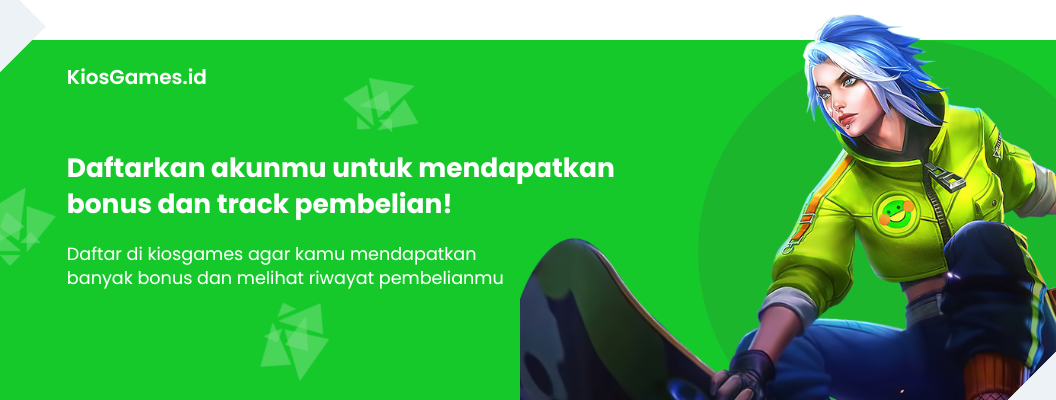 KiosGames.id
Daftarkan akunmu untuk mendapatkan
bonus dan track pembelian!
Daftar di kiosgames agar kamu mendapatkan
banyak bonus dan melihat riwayat pembelianmu